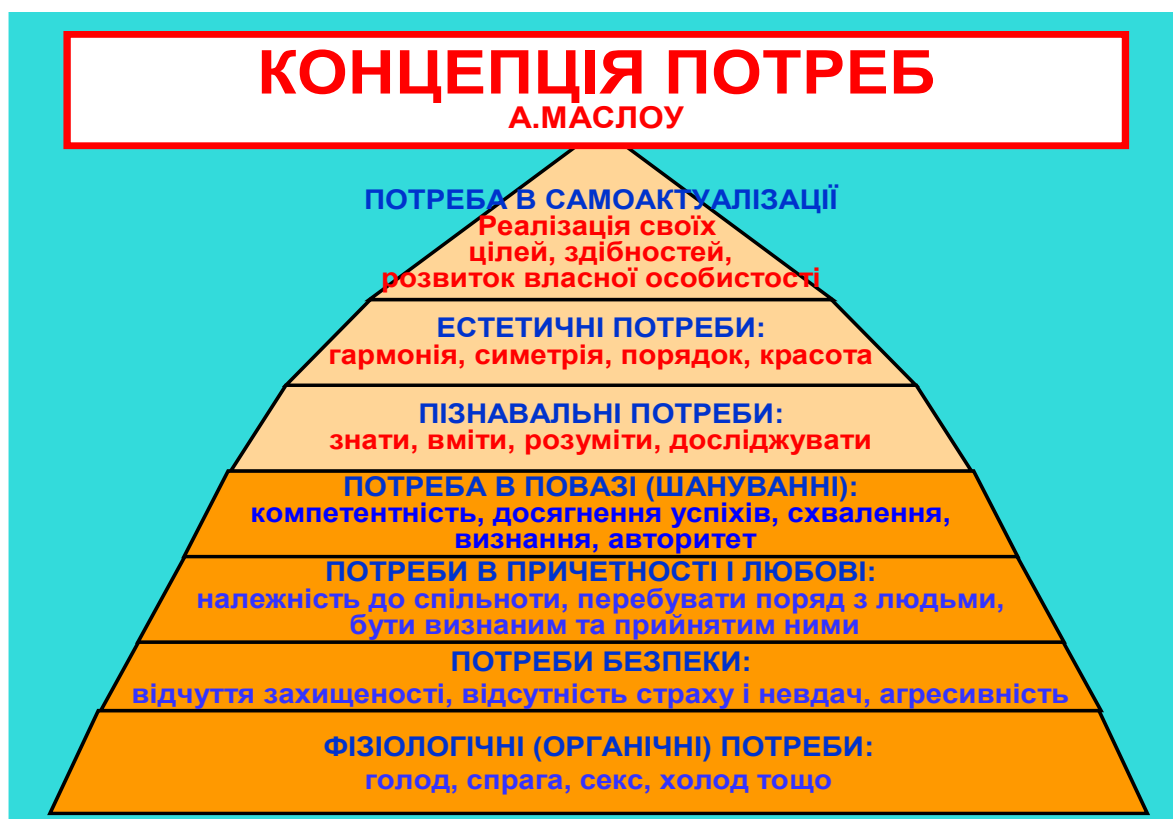 КОНЦЕПЦІЯ ПОТРЕБ
А.МАСЛОУ
ПОТРЕБА В САМОАКТУАЛІЗАЦІЇ
Реалізація своїх
цілей, здібностей,
розвиток власної особистості
ЕСТЕТИЧНІ ПОТРЕБИ:
гармонія, симетрія, порядок, красота
ПІЗНАВАЛЬНІ ПОТРЕБИ:
знати, вміти, розуміти, досліджувати
ПОТРЕБА В ПОВАЗІ (ШАНУВАННІ):
компетентність, досягнення успіхів, схвалення,
визнання, авторитет
ПОТРЕБИ В ПРИЧЕТНОСТІ І ЛЮБОВІ:
належність до спільноти, перебувати поряд з людьми,
бути визнаним та прийнятим ними
ПОТРЕБИ БЕЗПЕКИ:
відчуття захищеності, відсутність страху і невдач, агресивність
ФІЗІОЛОГІЧНІ (ОРГАНІЧНІ) ПОТРЕБИ:
голод, спрага, секс, холод тощо